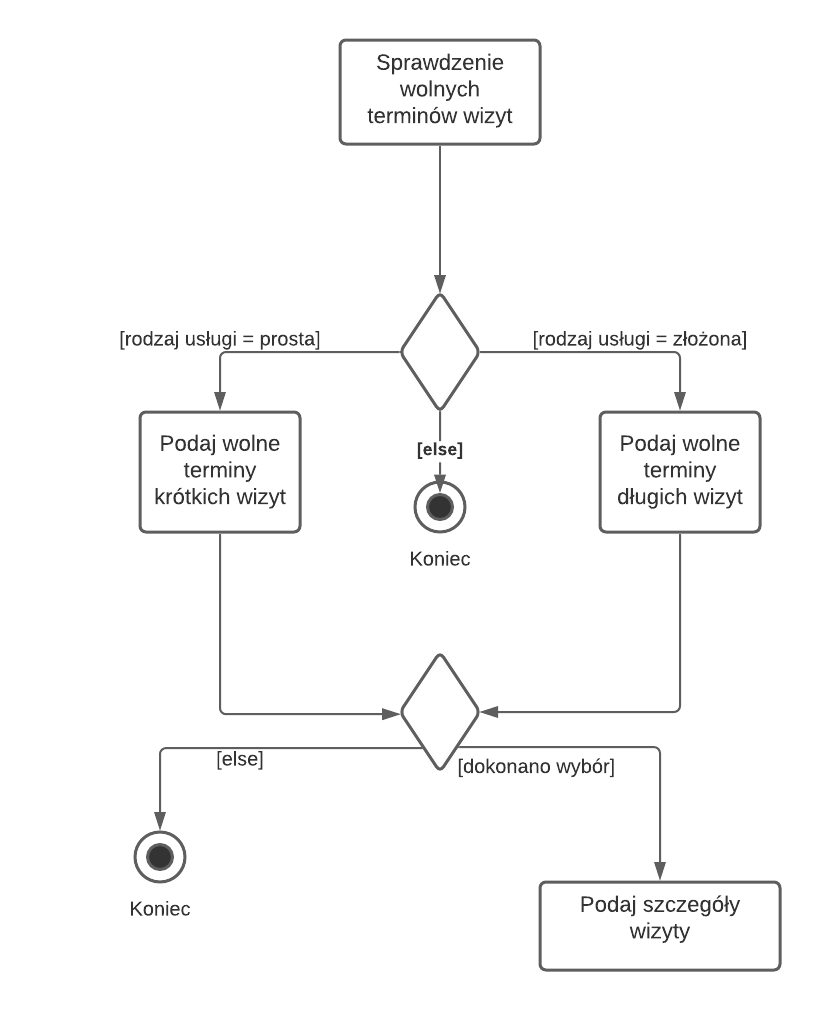 Sprawdzenie
wolnych
terminów wizyt
[rodzaj usługi = prosta]
[rodzaj usługi = złożona]
Podaj wolne
terminy
krótkich wizyt
[else]
Koniec
Podaj wolne
terminy
długich wizyt
[else]
[dokonano wybór]
Koniec
Podaj szczegóły
wizyty